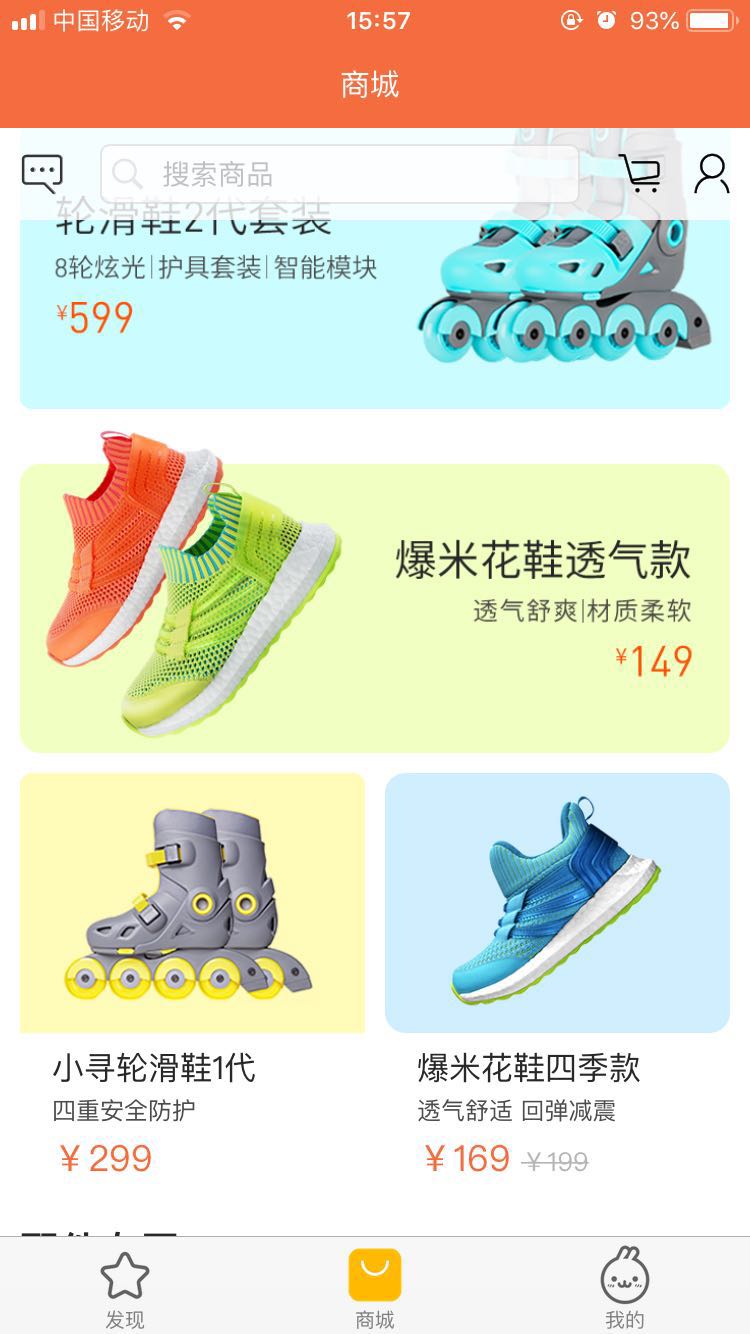 中国移动
15:57
93%
商城
搜索商品
轮滑鞋2代套装
8轮炫光|护具套装|智能模块
¥599
爆米花鞋透气款
透气舒爽|材质柔软
¥149
小寻轮滑鞋1代
四重安全防护
¥299
爆米花鞋四季款
透气舒适 回弹减震
¥169 ¥199
发现
商城
我的